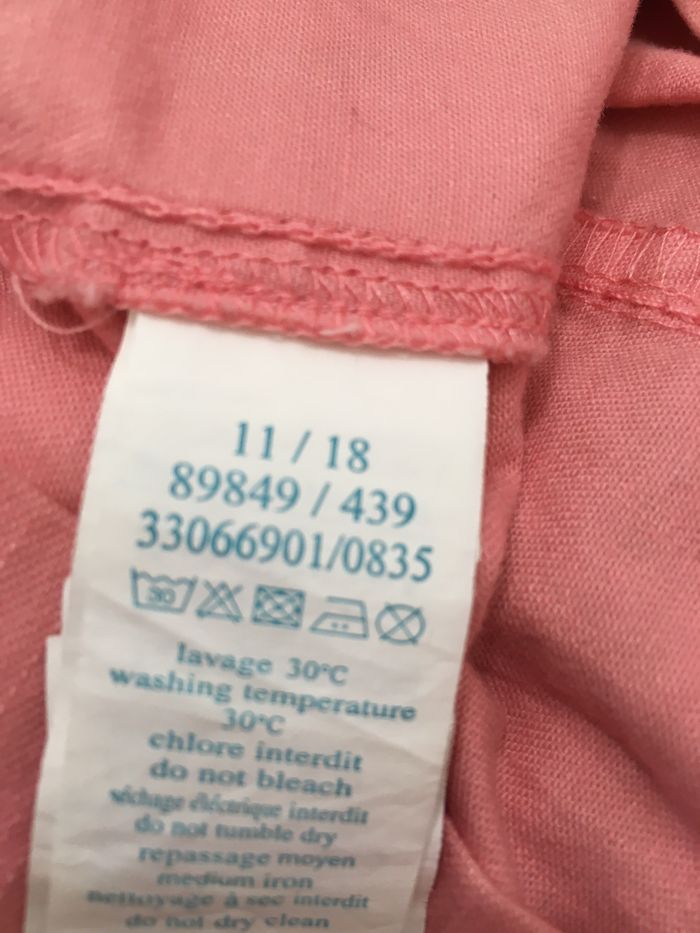 11 / 18
89849 / 439
33066901/0835
30
lavage 30°C
washing temperature
30°C
chlore interdit
do not bleach
séchage électrique interdit
do not tumble dry
repassage moyen
medium iron
nettoyage à sec interdit
do not dry clean